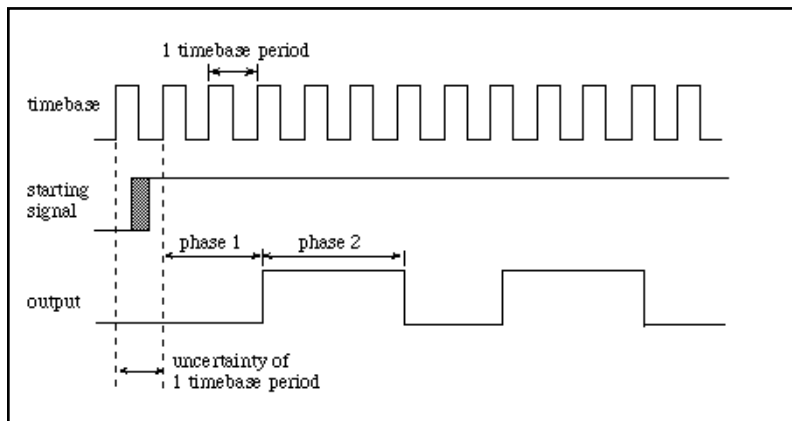 1 timebase period
timebase
starting
signal
phase 1
phase 2
output
uncertainty of
1 timebase period